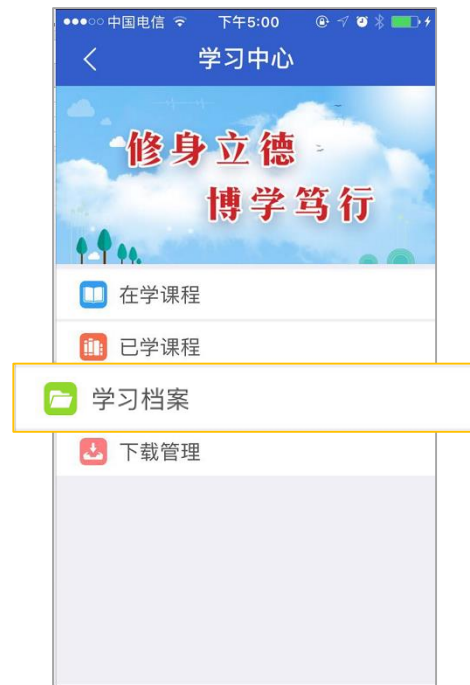 中国电信 下午5:00
学习中心
修身立德
博学笃行
在学课程
已学课程
学习档案
下载管理